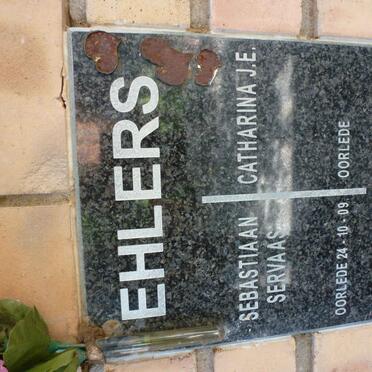 EHLERS
SEBASTIAAN
SERVAAS
OORLEDE 24 - 10 - 09.
CATHARINA J.E.
OORLEDE